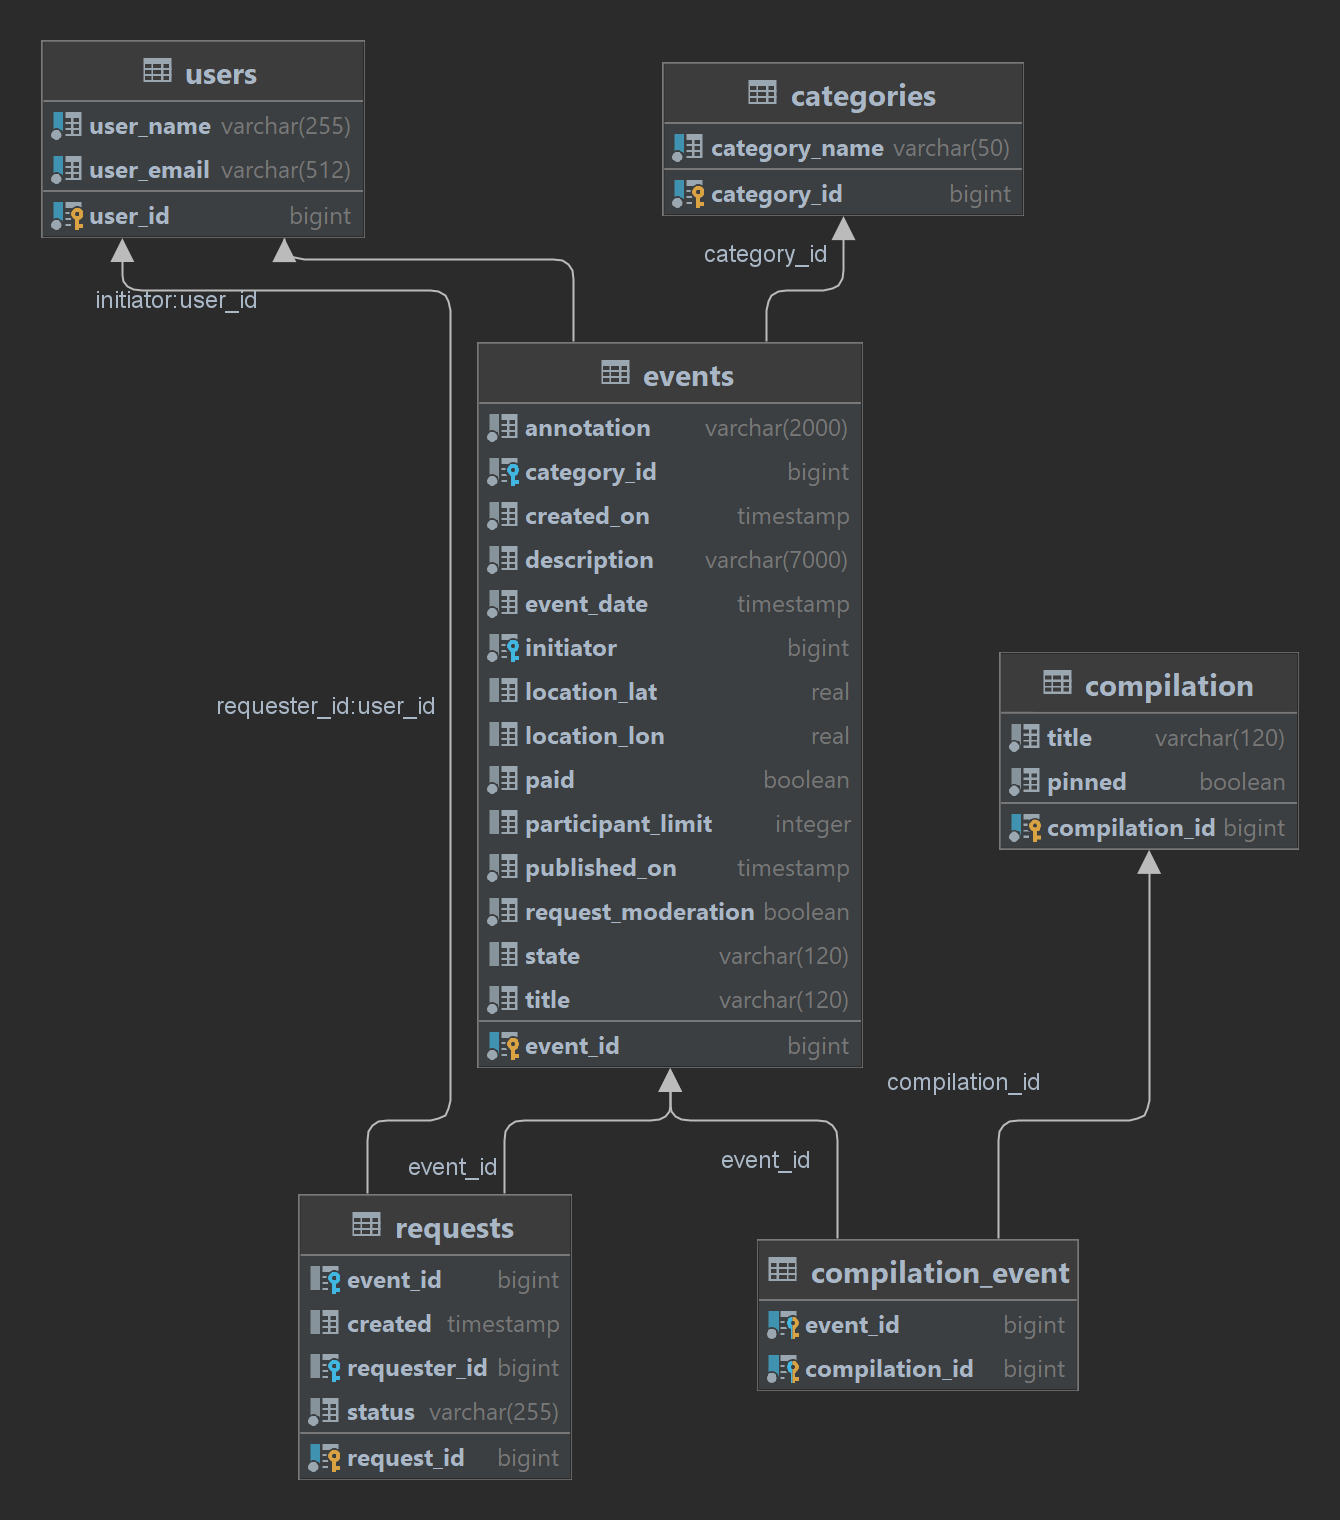 users
user_name varchar(255)
user_email varchar(512)
user_id bigint
categories
category_name varchar(50)
category_id bigint
category_id
initiator:user_id
events
annotation varchar(2000)
category_id bigint
created_on timestamp
description varchar(7000)
event_date timestamp
initiator bigint
location_lat real
location_lon real
paid boolean
participant_limit integer
published_on timestamp
request_moderation boolean
state varchar(120)
title varchar(120)
event_id bigint
requester_id:user_id
compilation
title varchar(120)
pinned boolean
compilation_id bigint
compilation_id
event_id
event_id
requests
event_id bigint
created timestamp
requester_id bigint
status varchar(255)
request_id bigint
compilation_event
event_id bigint
compilation_id bigint